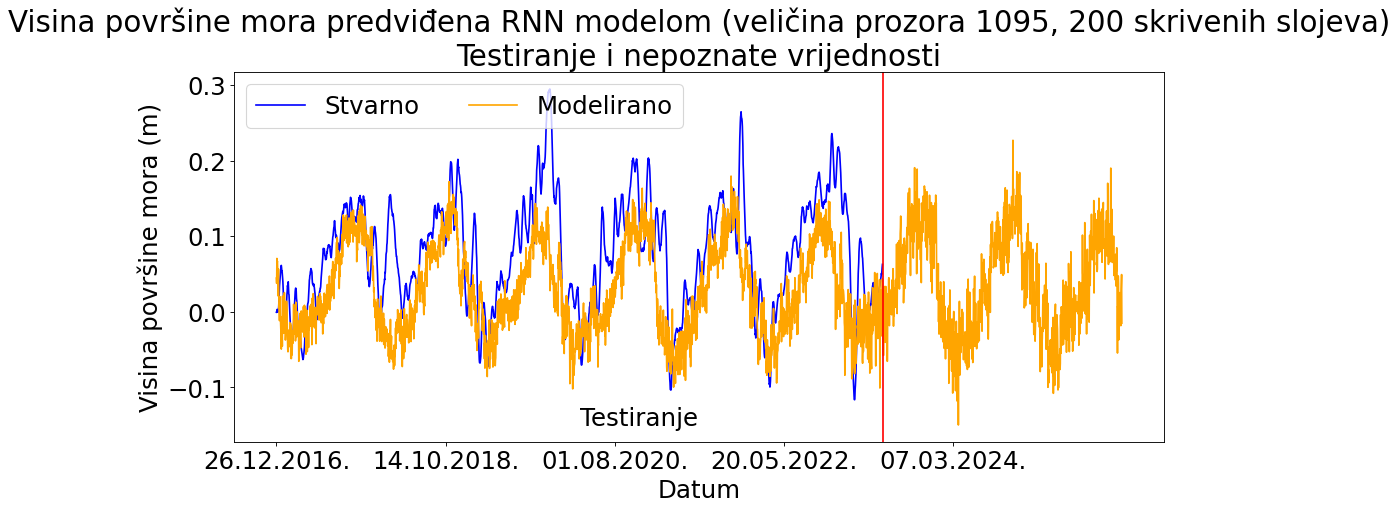 Visina površine mora predviđena RNN modelom (veličina prozora 1095, 200 skrivenih slojeva)
Testiranje i nepoznate vrijednosti
Stvarno Modelirano
Visina površine mora (m)
0.3
0.2
0.1
0.0
−0.1
Testiranje
26.12.2016. 14.10.2018. 01.08.2020. 20.05.2022. 07.03.2024.
Datum